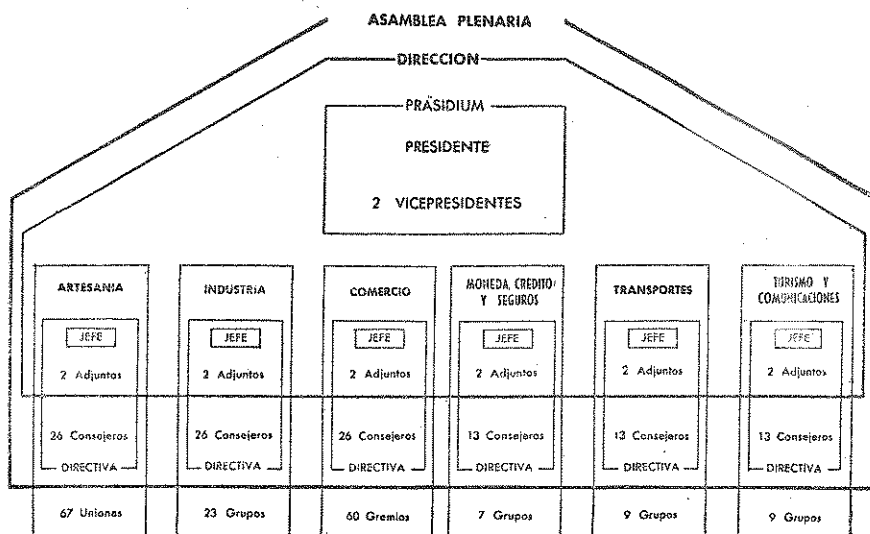 ASAMBLEA PLENARIA
DIRECCION
PRÄSIDIUM
PRESIDENTE
2 VICEPRESIDENTES
ARTESANIA
JEFE
2 Adjuntos
26 Consejeros
DIRECTIVA
67 Uniones
INDUSTRIA
JEFE
2 Adjuntos
26 Consejeros
DIRECTIVA
23 Grupos
COMERCIO
JEFE
2 Adjuntos
26 Consejeros
DIRECTIVA
60 Gremios
MONEDA, CREDITO
Y SEGUROS
JEFE
2 Adjuntos
13 Consejeros
DIRECTIVA
7 Grupos
TRANSPORTES
JEFE
2 Adjuntos
13 Consejeros
DIRECTIVA
9 Grupos
TURISMO Y
COMUNICACIONES
JEFE
2 Adjuntos
13 Consejeros
DIRECTIVA
9 Grupos